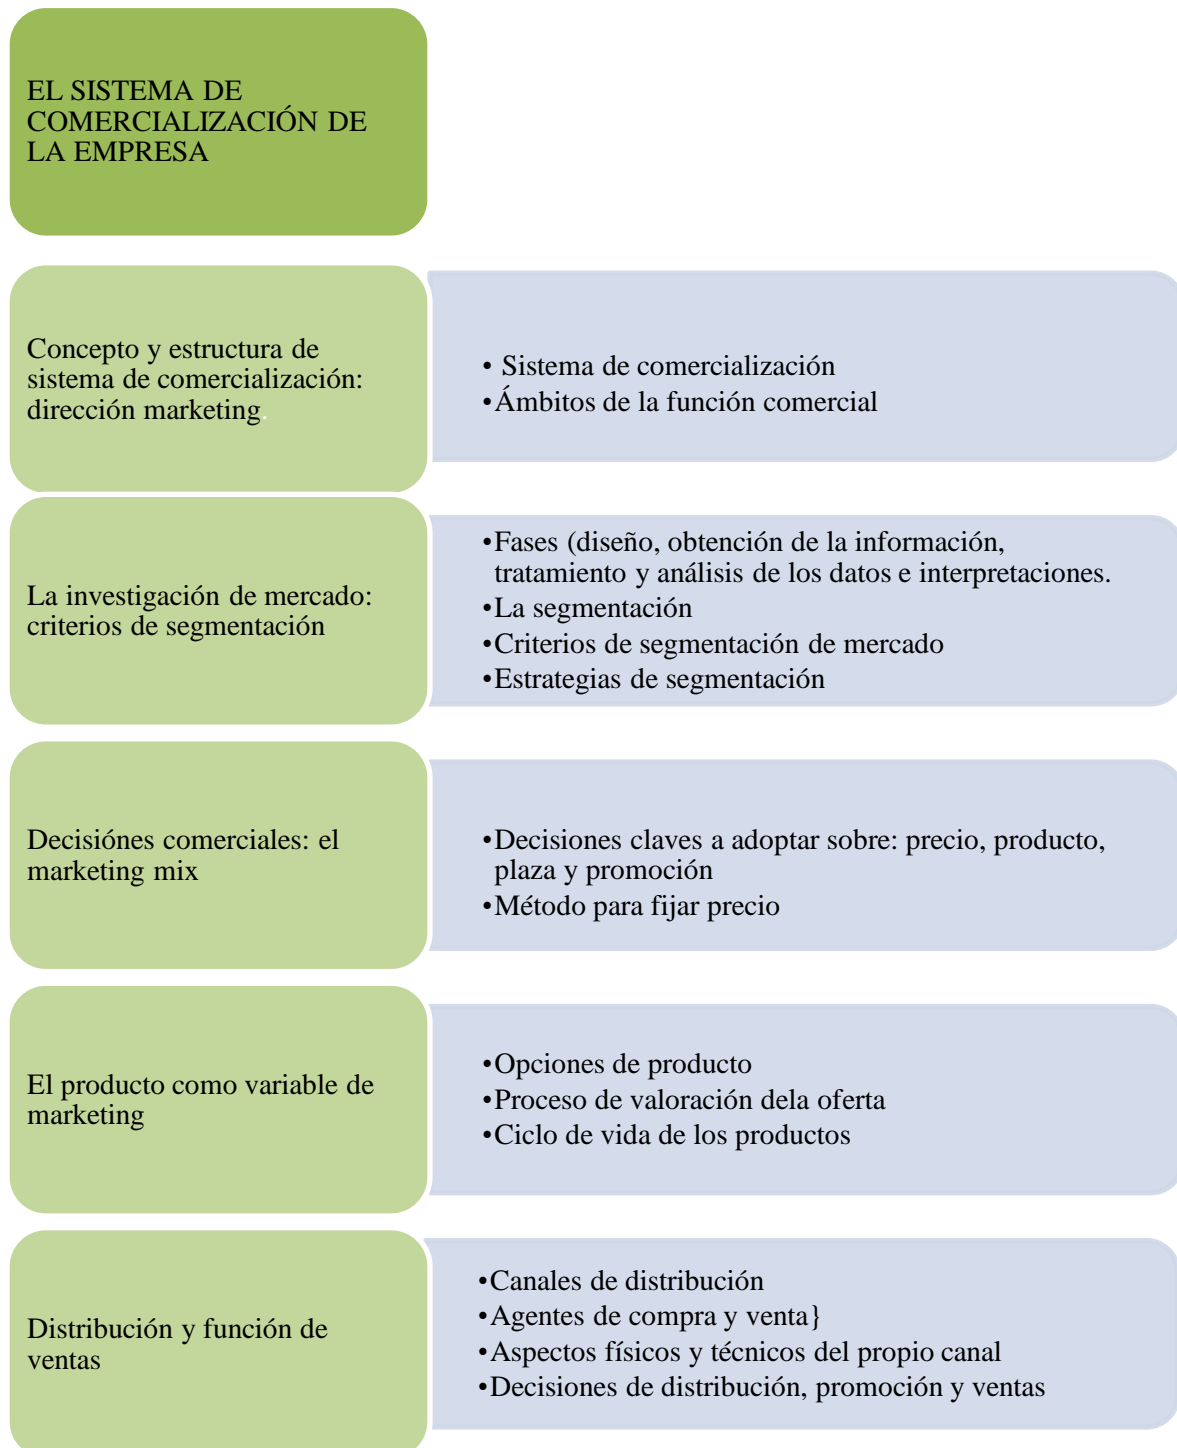 EL SISTEMA DE
COMERCIALIZACIÓN DE
LA EMPRESA
Concepto y estructura de
sistema de comercialización:
dirección marketing.
• Sistema de comercialización
•Ámbitos de la función comercial
La investigación de mercado:
criterios de segmentación
•Fases (diseño, obtención de la información,
tratamiento y análisis de los datos e interpretaciones.
•La segmentación
•Criterios de segmentación de mercado
•Estrategias de segmentación
Decisiónes comerciales: el
marketing mix
•Decisiones claves a adoptar sobre: precio, producto,
plaza y promoción
•Método para fijar precio
El producto como variable de
marketing
•Opciones de producto
•Proceso de valoración dela oferta
•Ciclo de vida de los productos
Distribución y función de
ventas
•Canales de distribución
•Agentes de compra y venta}
•Aspectos físicos y técnicos del propio canal
•Decisiones de distribución, promoción y ventas